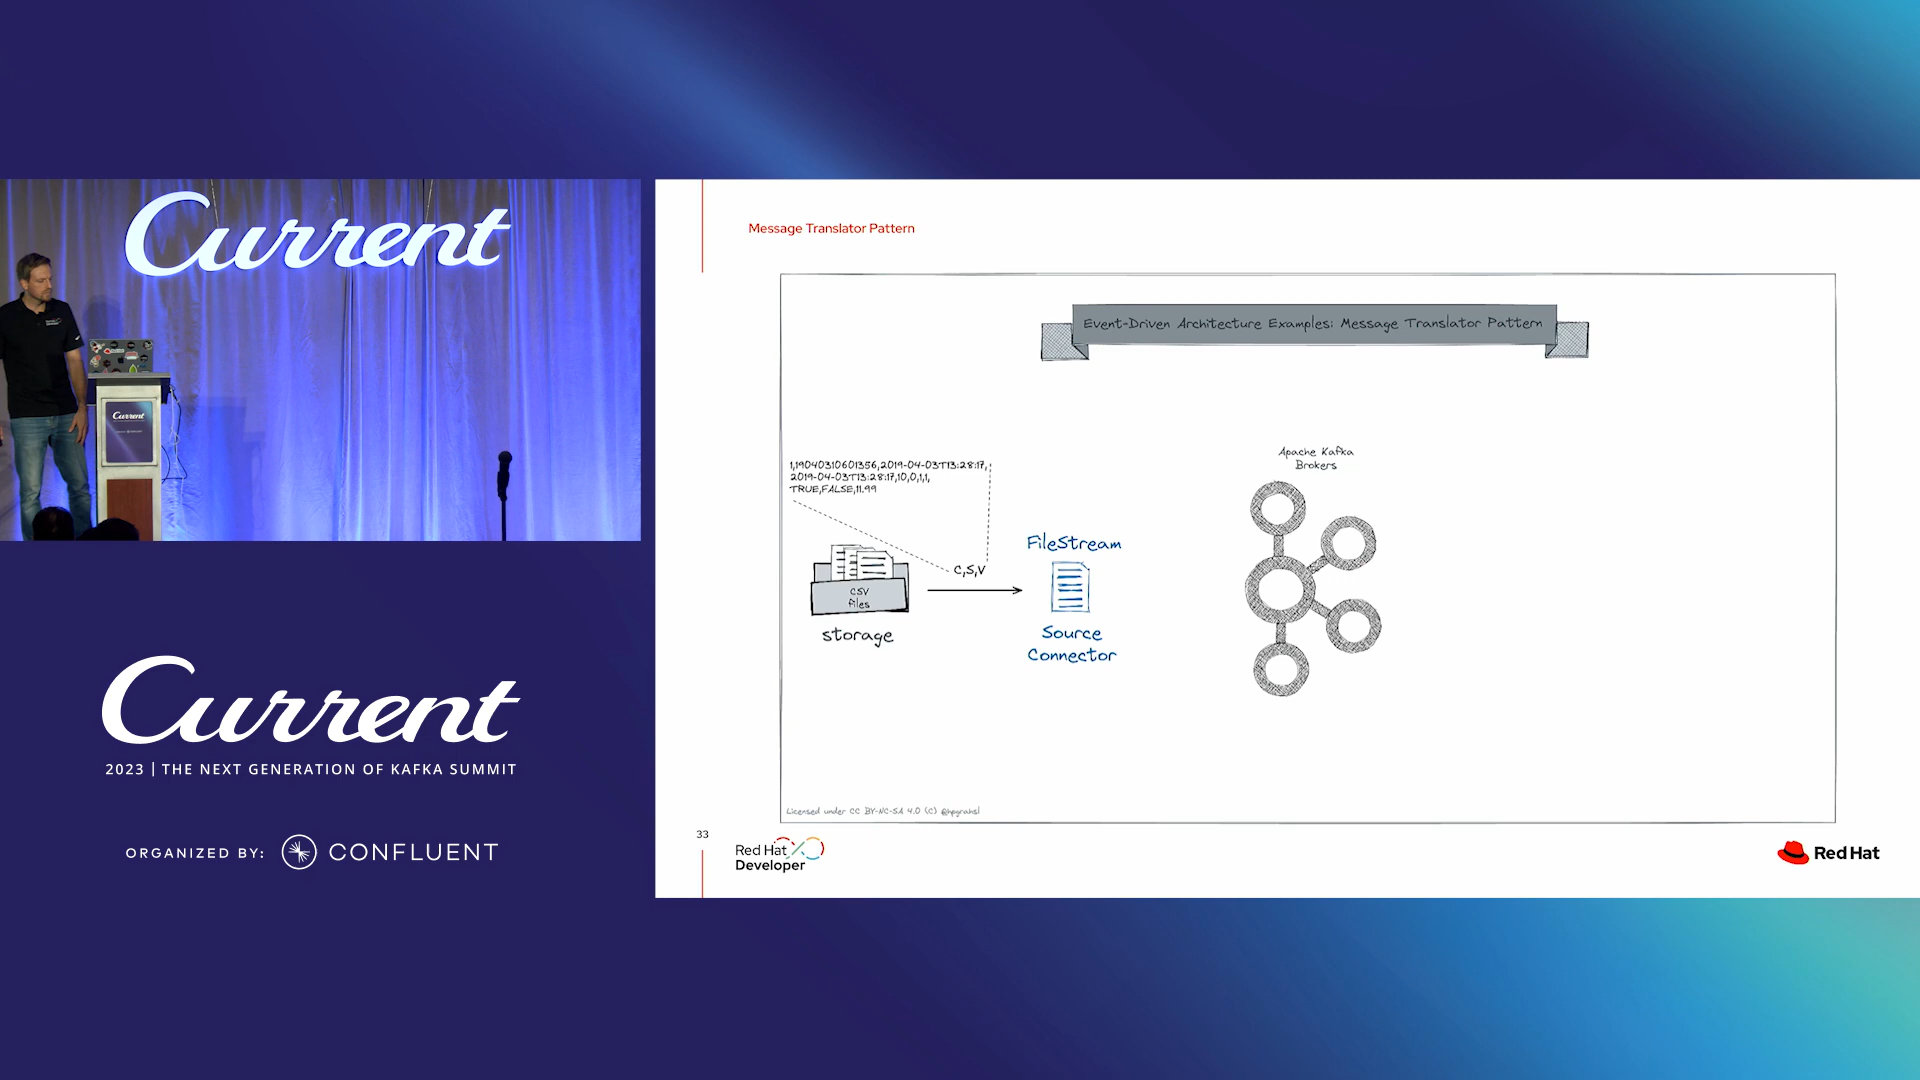 Current
Current
Current
2023 | THE NEXT GENERATION OF KAFKA SUMMIT
ORGANIZED BY: CONFLUENT
Message Translator Pattern
Event-Driven Architecture Examples: Message Translator Pattern
1,19040310601356,2019-04-03T13:28:17,
2019-04-03T13:28:17,10,0,1,1,
TRUE,FALSE,11.99
C,S,V
csv
files
storage
FileStream
Source
Connector
Apache Kafka
Brokers
Licensed under CC BY-NC-SA 4.0 (C) @hpgrahsl
33
Red Hat
Developer
Red Hat